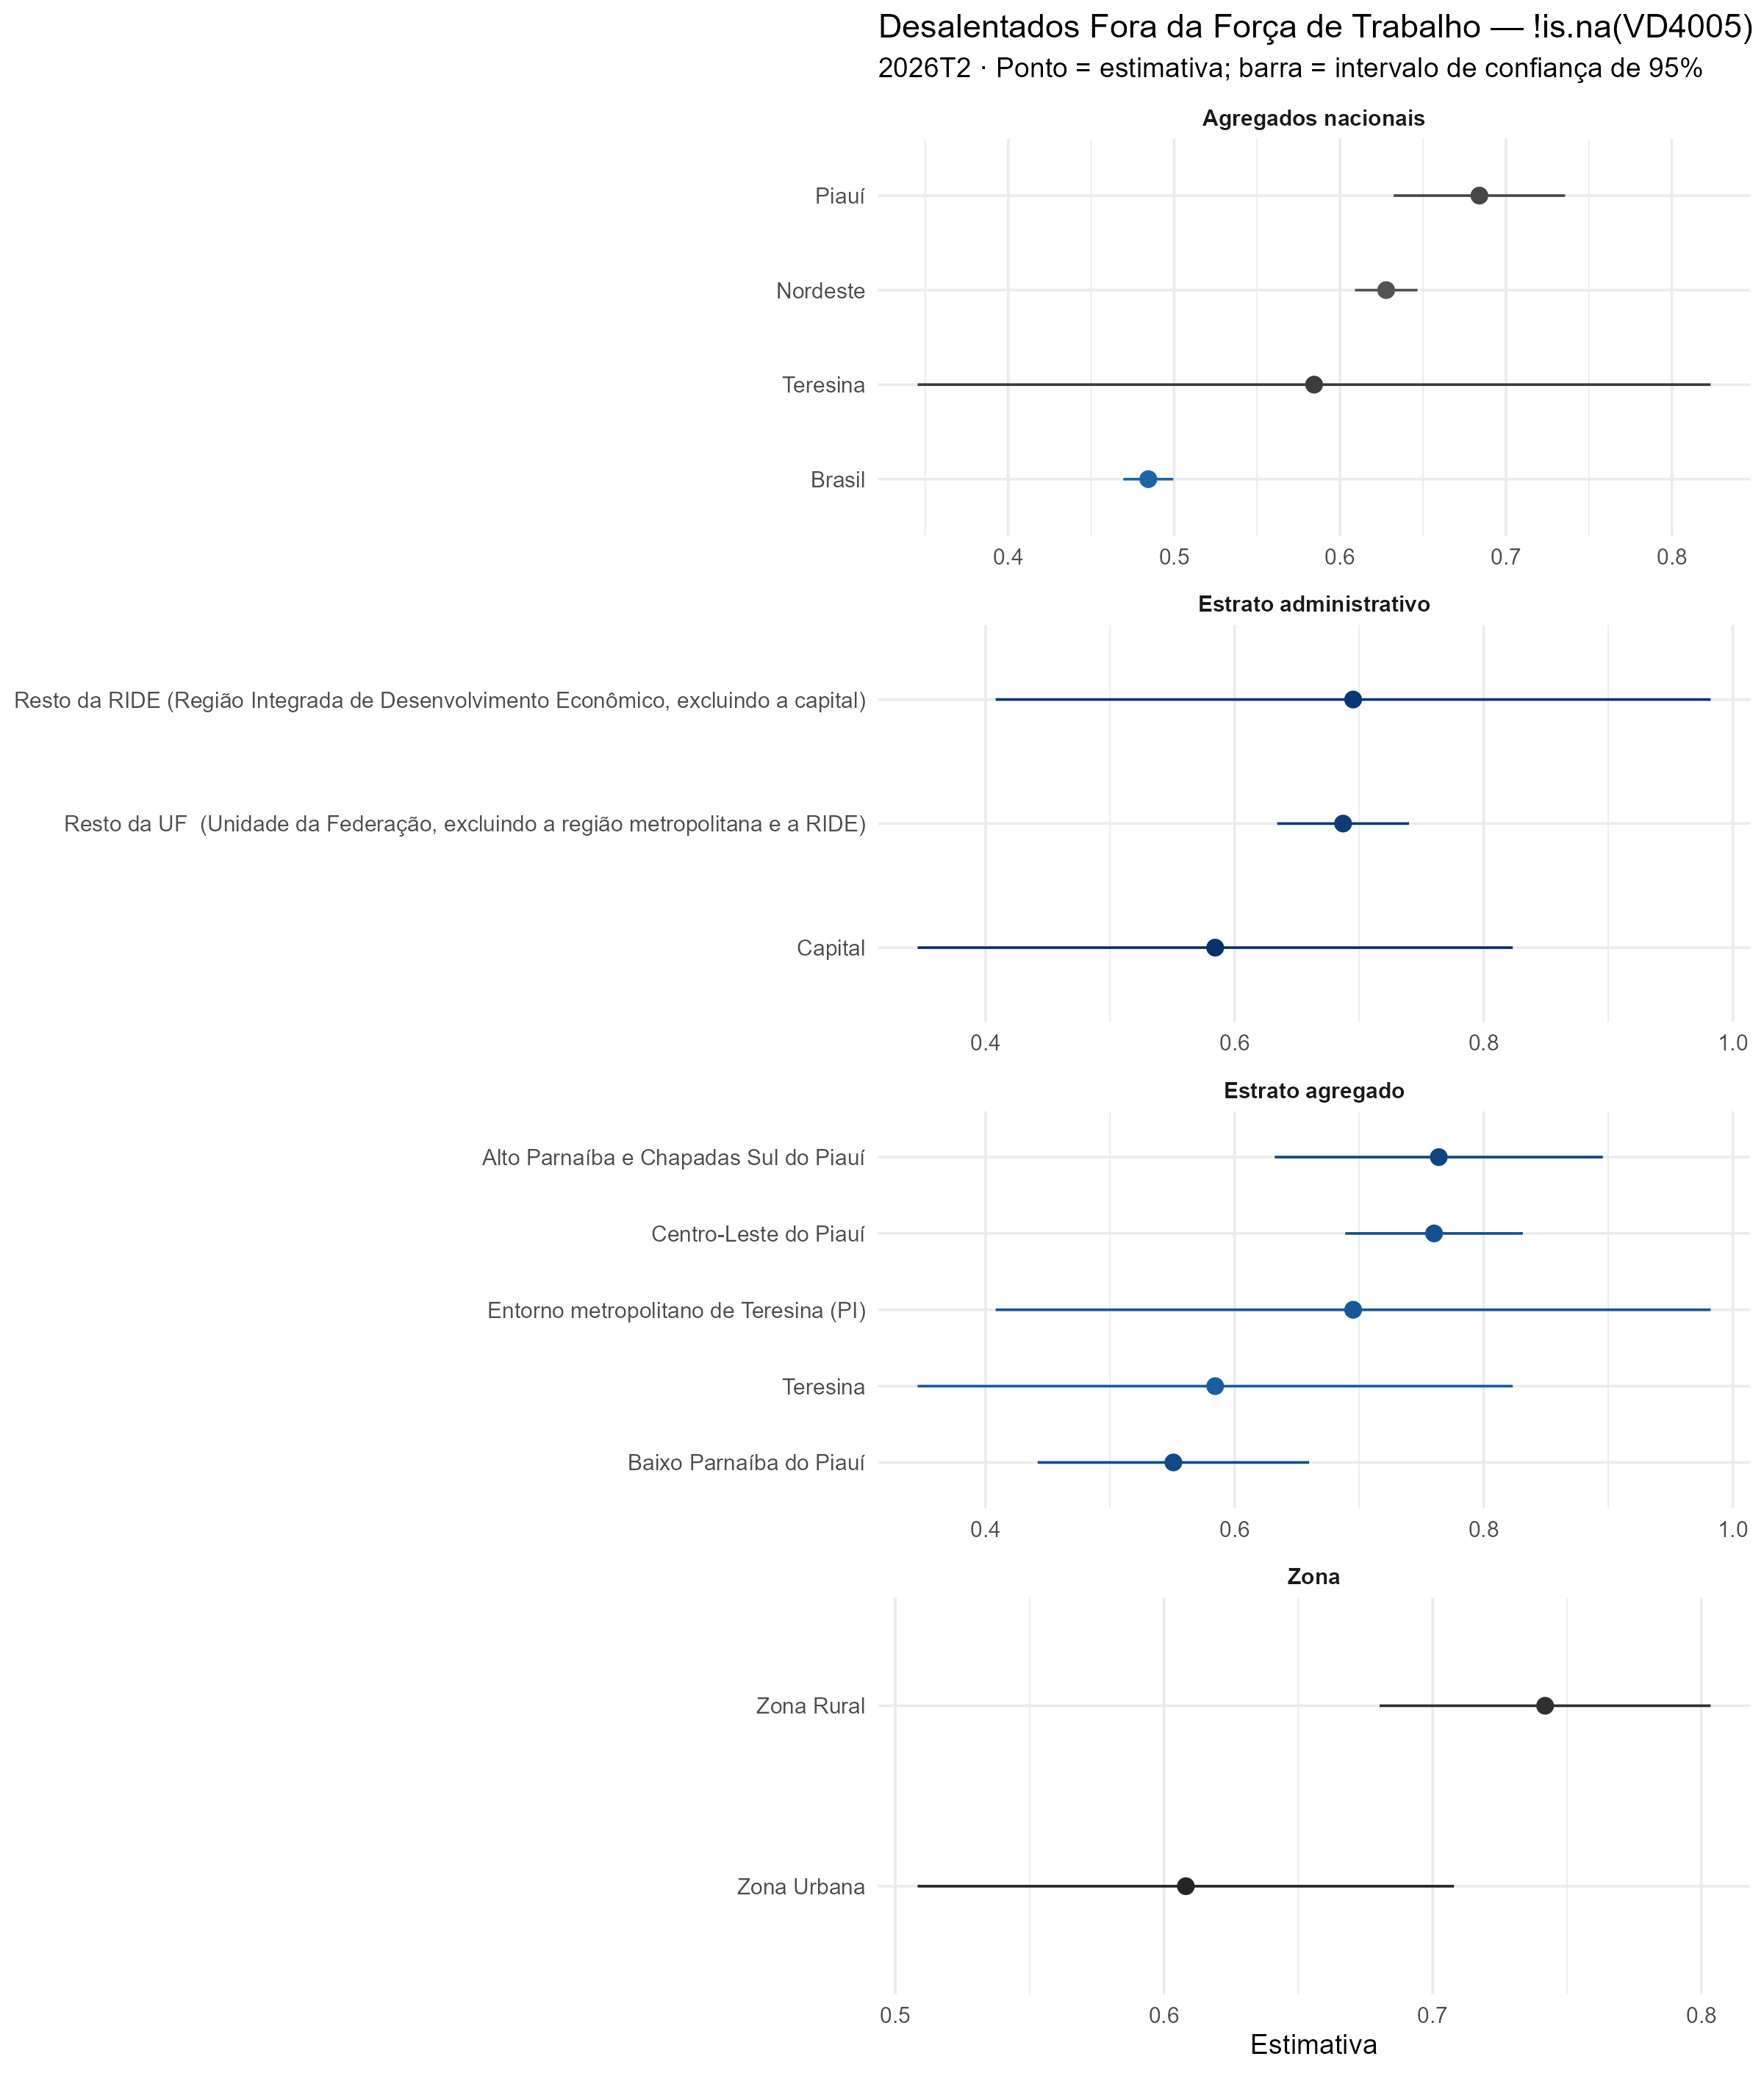 Desalentados Fora da Força de Trabalho — !is.na(VD4005)
2026T2 · Ponto = estimativa; barra = intervalo de confiança de 95%
Agregados nacionais
Piauí
Nordeste
Teresina
Brasil
0.4 0.5 0.6 0.7 0.8
Estrato administrativo
Resto da RIDE (Região Integrada de Desenvolvimento Econômico, excluindo a capital)
Resto da UF  (Unidade da Federação, excluindo a região metropolitana e a RIDE)
Capital
0.4 0.6 0.8 1.0
Estrato agregado
Alto Parnaíba e Chapadas Sul do Piauí
Centro-Leste do Piauí
Entorno metropolitano de Teresina (PI)
Teresina
Baixo Parnaíba do Piauí
0.4 0.6 0.8 1.0
Zona
Zona Rural
Zona Urbana
0.5 0.6 0.7 0.8
Estimativa